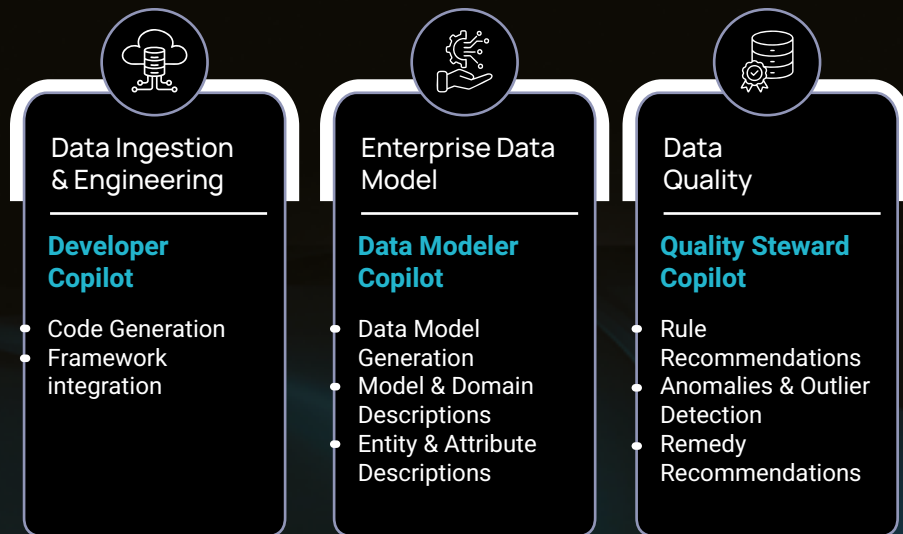 Data Ingestion
& Engineering
Developer
Copilot
Code Generation
Framework
integration
Enterprise Data
Model
Data Modeler
Copilot
Data Model
Generation
Model & Domain
Descriptions
Entity & Attribute
Descriptions
Data
Quality
Quality Steward
Copilot
Rule
Recommendations
Anomalies & Outlier
Detection
Remedy
Recommendations